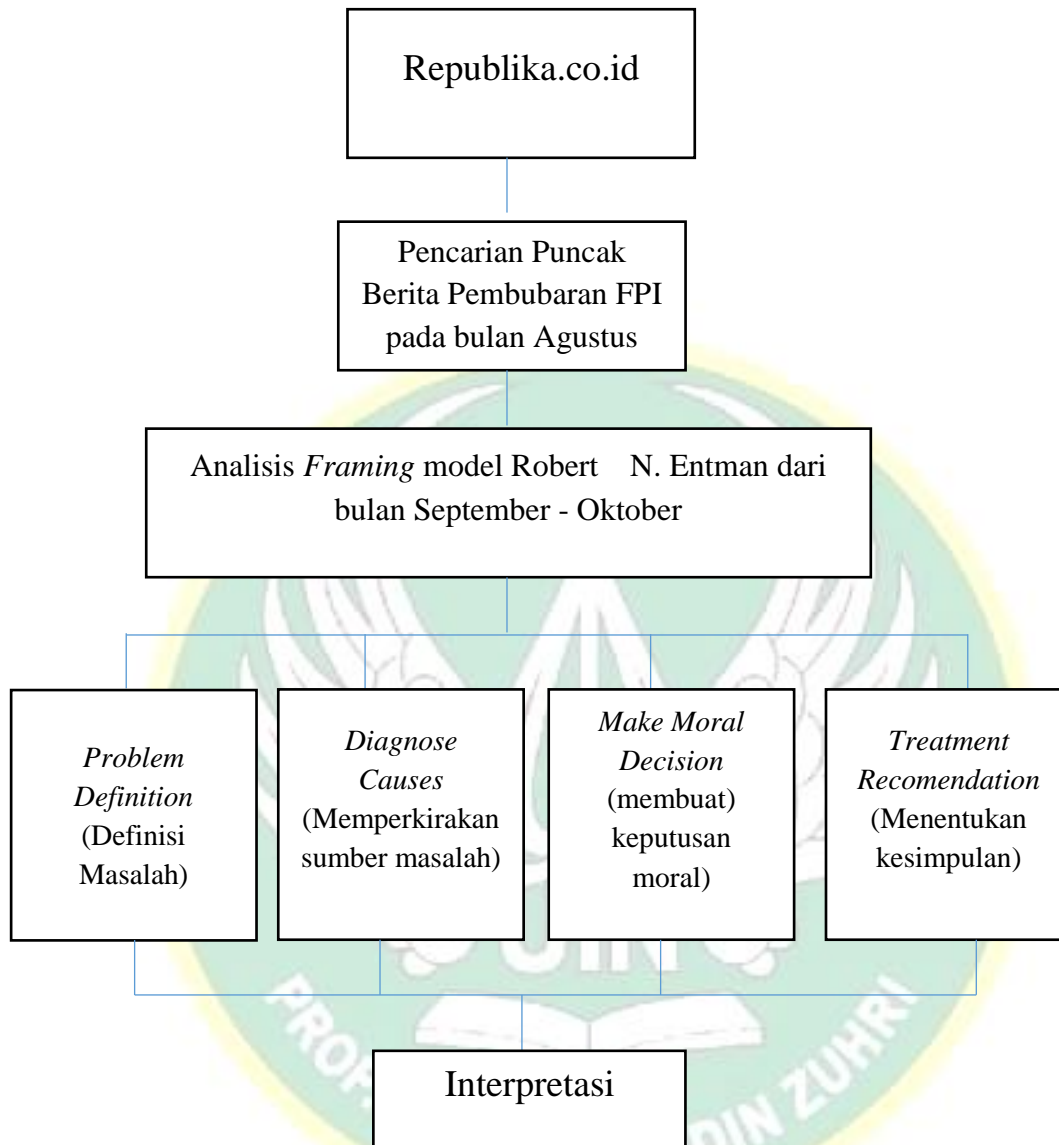 Republika.co.id
Pencarian Puncak
Berita Pembubaran FPI
pada bulan Agustus
Analisis Framing model Robert N. Entman dari
bulan September - Oktober
Problem
Definition
(Definisi
Masalah)
Diagnose
Causes
(Memperkirakan
sumber masalah)
Make Moral
Decision
(membuat)
keputusan
moral)
Treatment
Recomendation
(Menentukan
kesimpulan)
UIN
Interpretasi
ZUHRI